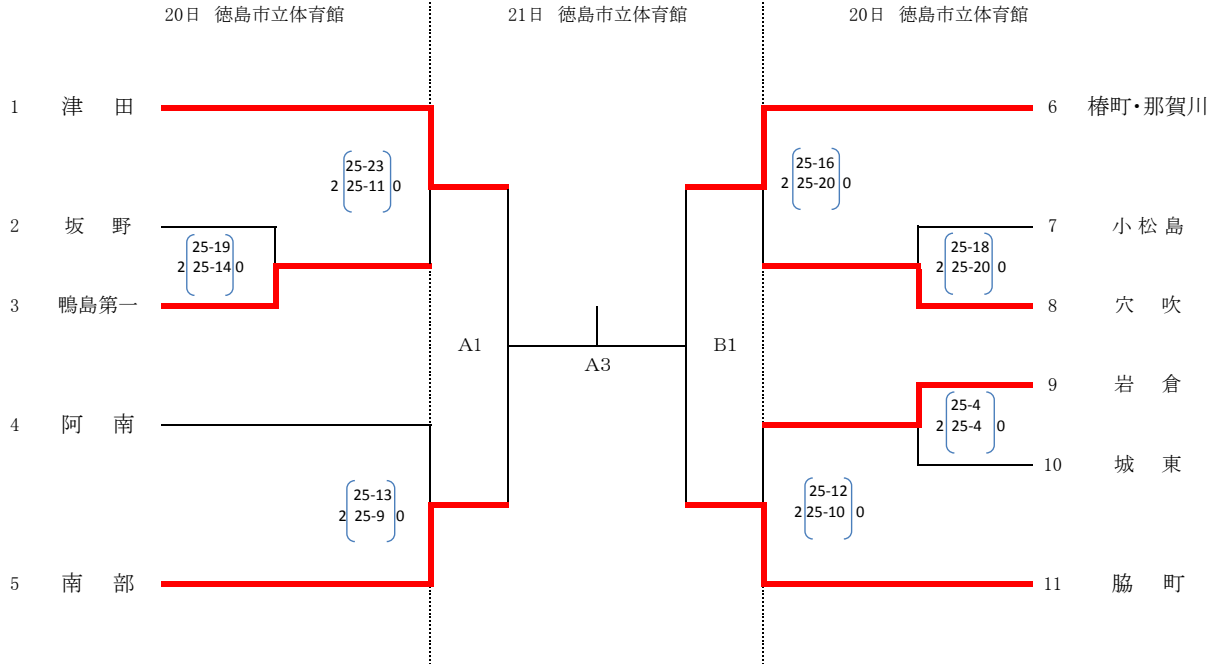 20日 徳島市立体育館
21日 徳島市立体育館
20日 徳島市立体育館
1 津 田
25-23
2 25-11 0
2 坂 野
25-19
2 25-14 0
3 鴨島第一
4 阿 南
25-13
2 25-9 0
5 南 部
A1
A3
B1
6 椿町・那賀川
25-16
2 25-20 0
7 小 松 島
25-18
2 25-20 0
8 穴 吹
9 岩 倉
25-4
2 25-4 0
10 城 東
25-12
2 25-10 0
11 脇 町